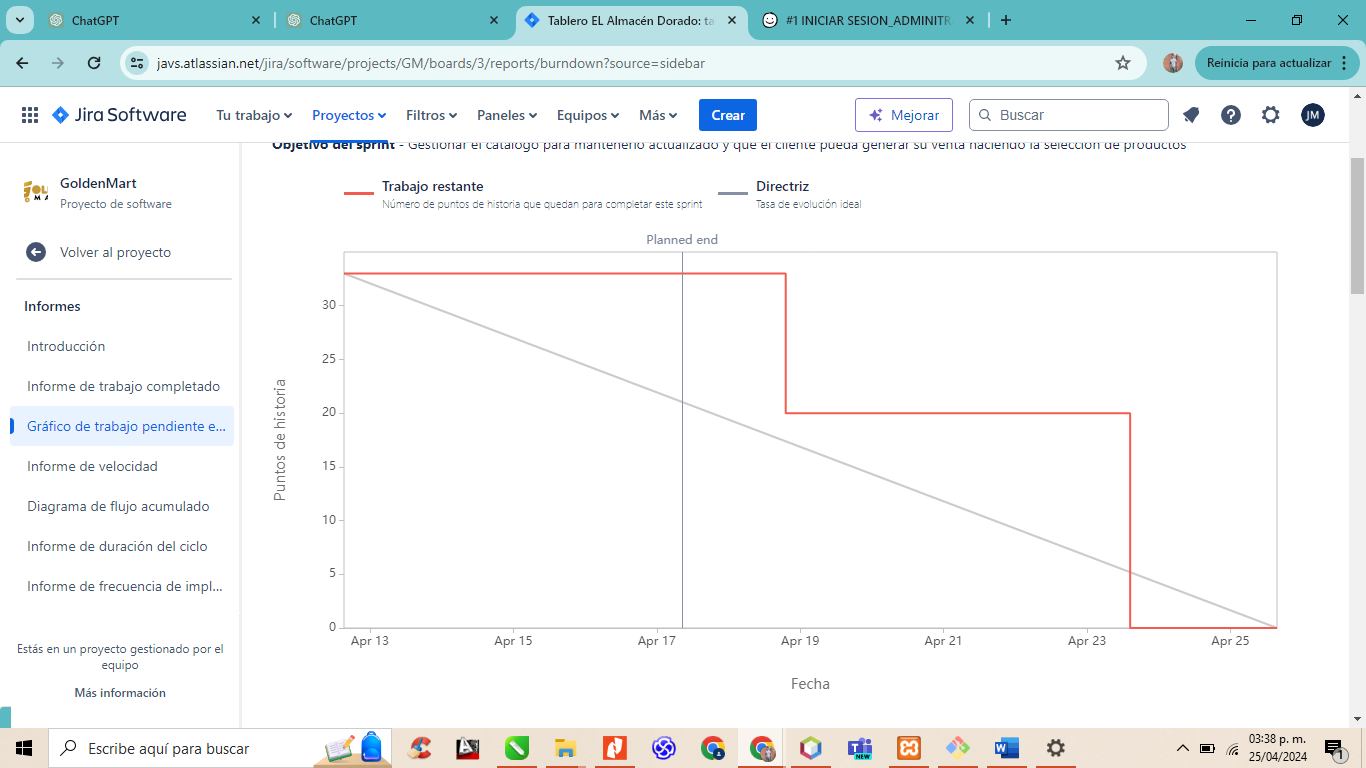 ChatGPT
ChatGPT
Tablero EL Almacén Dorado: ta
#1 INICIAR SESION_ADMINITRA
javs.atlassian.net/jira/software/projects/GM/boards/3/reports/burndown?source=sidebar
Reinicia para actualizar
Jira Software
Tu trabajo
Proyectos
Filtros
Paneles
Equipos
Más
Crear
Mejorar
Buscar
JM
Objetivo del sprint - Gestionar el catálogo para mantenerlo actualizado y que el cliente pueda generar su venta haciendo la selección de productos
GoldenMart
Proyecto de software
Volver al proyecto
Informes
Introducción
Informe de trabajo completado
Gráfico de trabajo pendiente e...
Informe de velocidad
Diagrama de flujo acumulado
Informe de duración del ciclo
Informe de frecuencia de impl...
Estás en un proyecto gestionado por el
equipo
Más información
Trabajo restante
Número de puntos de historia que quedan para completar este sprint
Directriz
Tasa de evolución ideal
Planned end
Puntos de historia
30
25
20
15
10
5
0
Apr 13
Apr 15
Apr 17
Apr 19
Apr 21
Apr 23
Apr 25
Fecha
Escribe aquí para buscar
NEW
03:38 p. m.
25/04/2024
1